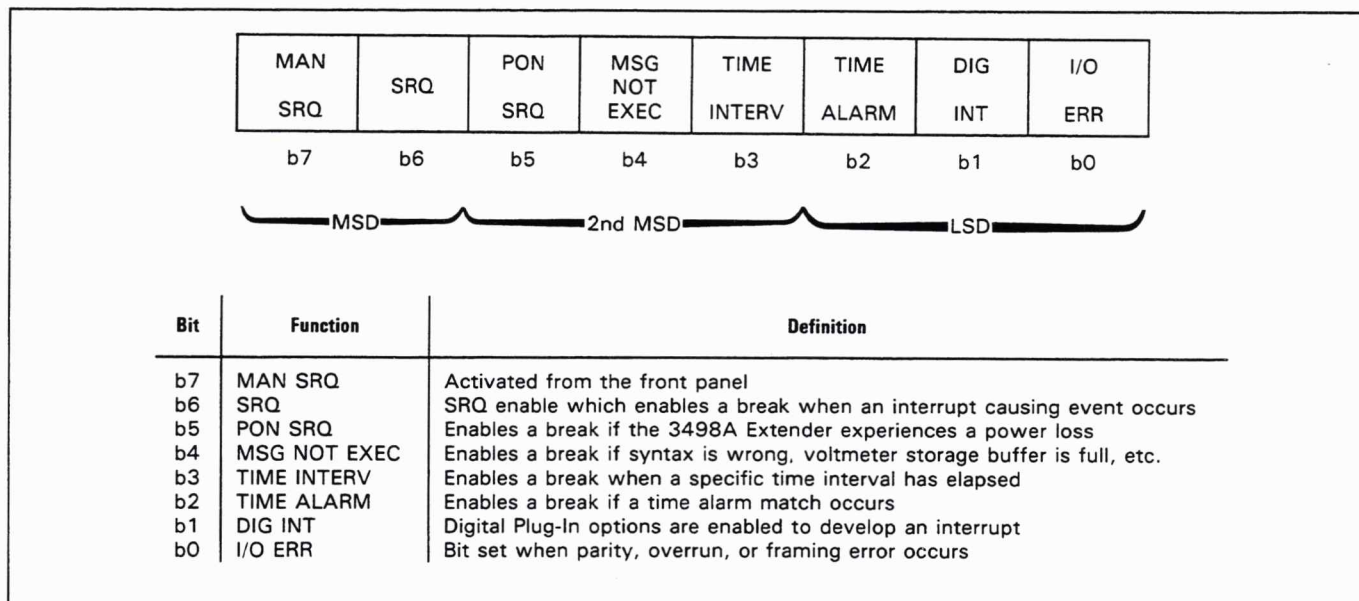 MAN SRQ PON MSG TIME TIME DIG I/O
NOT
SRQ SRQ EXEC INTERV ALARM INT ERR
b7 b6 b5 b4 b3 b2 b1 b0
MSD 2nd MSD LSD
Bit Function Definition
b7 MAN SRQ Activated from the front panel
b6 SRQ SRQ enable which enables a break when an interrupt causing event occurs
b5 PON SRQ Enables a break if the 3498A Extender experiences a power loss
b4 MSG NOT EXEC Enables a break if syntax is wrong, voltmeter storage buffer is full, etc.
b3 TIME INTERV Enables a break when a specific time interval has elapsed
b2 TIME ALARM Enables a break if a time alarm match occurs
b1 DIG INT Digital Plug-In options are enabled to develop an interrupt
b0 I/O ERR Bit set when parity, overrun, or framing error occurs